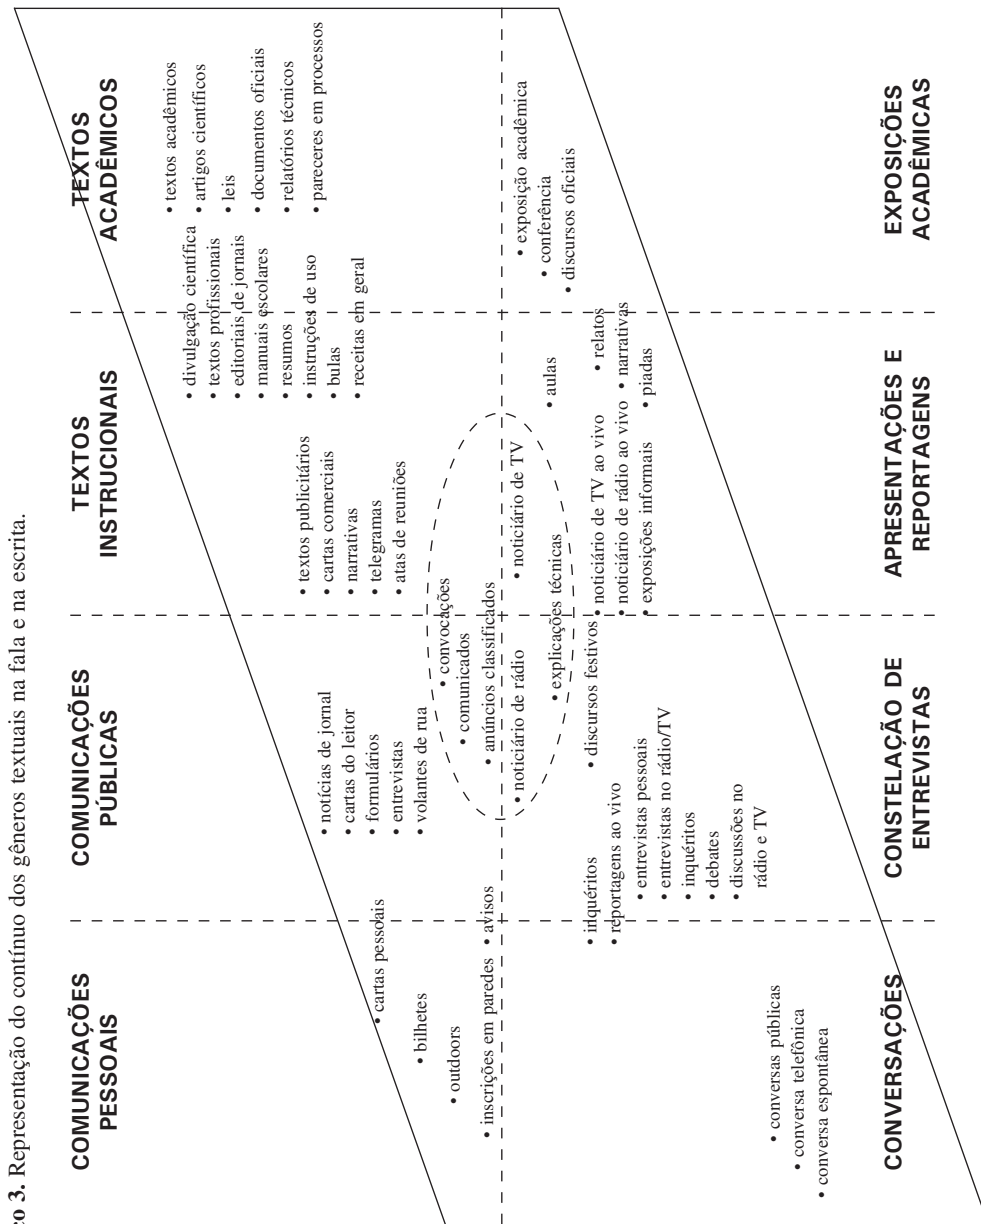 co 3. Representação do contínuo dos gêneros textuais na fala e na escrita.
COMUNICAÇÕES
PESSOAIS
COMUNICAÇÕES
PÚBLICAS
TEXTOS
INSTRUCIONAIS
TEXTOS
ACADÊMICOS
• textos acadêmicos
• artigos científicos
• leis
• documentos oficiais
• relatórios técnicos
• pareceres em processos
• divulgação científica
• textos profissionais
• editoriais de jornais
• manuais escolares
• resumos
• instruções de uso
• bulas
• receitas em geral
• textos publicitários
• cartas comerciais
• narrativas
• telegramas
• atas de reuniões
• notícias de jornal
• cartas do leitor
• formulários
• entrevistas
• volantes de rua
• cartas pessoais
• bilhetes
• outdoors
• inscrições em paredes
• avisos
• convocações
• comunicados
• anúncios classificados
• noticiário de rádio
• noticiário de TV
• explicações técnicas
• exposição acadêmica
• conferência
• discursos oficiais
• aulas
• relatos
• narrativas
• piadas
• noticiário de TV ao vivo
• noticiário de rádio ao vivo
• exposições informais
• discursos festivos
• entrevistas pessoais
• entrevistas no rádio/TV
• inquéritos
• debates
• discussões no
rádio e TV
• inquéritos
• reportagens ao vivo
• conversas públicas
• conversa telefônica
• conversa espontânea
CONVERSAÇÕES
CONSTELAÇÃO DE
ENTREVISTAS
APRESENTAÇÕES E
REPORTAGENS
EXPOSIÇÕES
ACADÊMICAS